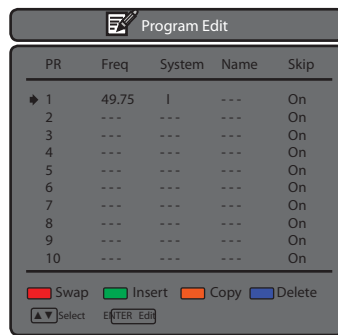 Program Edit
PR Freq System Name Skip
1 49.75 I --- On
2 --- --- --- On
3 --- --- --- On
4 --- --- --- On
5 --- --- --- On
6 --- --- --- On
7 --- --- --- On
8 --- --- --- On
9 --- --- --- On
10 --- --- --- On
Swap Insert Copy Delete
▲▼ Select ENTER Edit